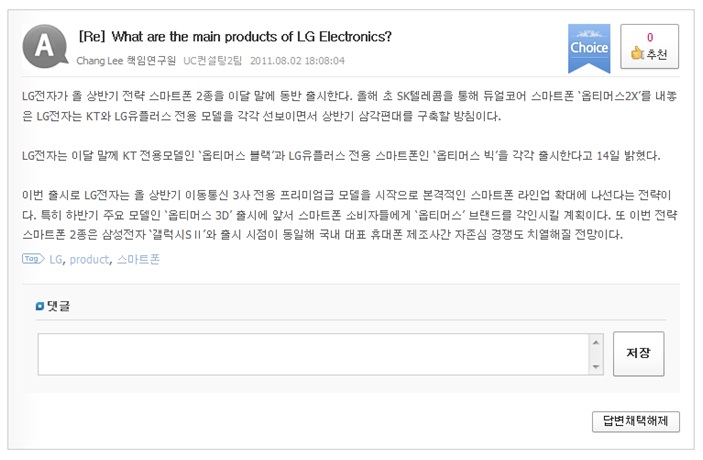 A
[Re] What are the main products of LG Electronics?
Chang Lee 책임연구원 UC컨설팅2팀 2011.08.02 18:08:04
Choice
0
추천
LG전자가 올 상반기 전략 스마트폰 2종을 이달 말에 동반 출시한다. 올해 초 SK텔레콤을 통해 듀얼코어 스마트폰 '옵티머스2X'를 내놓
은 LG전자는 KT와 LG유플러스 전용 모델을 각각 선보이면서 상반기 삼각편대를 구축할 방침이다.
LG전자는 이달 말께 KT 전용모델인 '옵티머스 블랙'과 LG유플러스 전용 스마트폰인 '옵티머스 빅'을 각각 출시한다고 14일 밝혔다.
이번 출시로 LG전자는 올 상반기 이동통신 3사 전용 프리미엄급 모델을 시작으로 본격적인 스마트폰 라인업 확대에 나선다는 전략이
다. 특히 하반기 주요 모델인 '옵티머스 3D' 출시에 앞서 스마트폰 소비자들에게 '옵티머스' 브랜드를 각인시킬 계획이다. 또 이번 전략
스마트폰 2종은 삼성전자 '갤럭시SⅡ'와 출시 시점이 동일해 국내 대표 휴대폰 제조사간 자존심 경쟁도 치열해질 전망이다.
Tag LG, product, 스마트폰
댓글
저장
답변채택해제